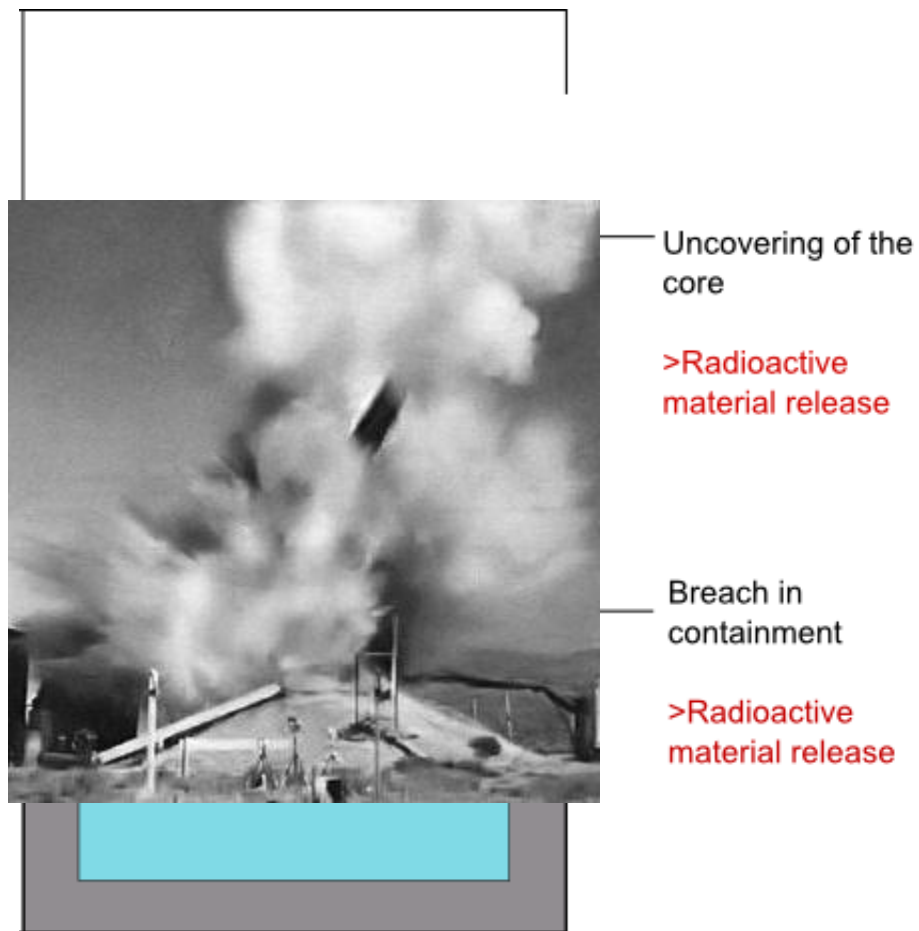 Uncovering of the
core
>Radioactive
material release
Breach in
containment
>Radioactive
material release